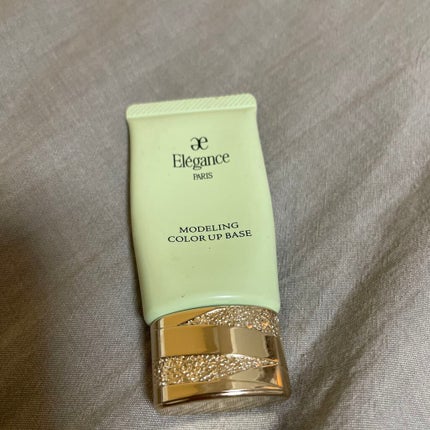 æ
Elégance
PARIS
MODELING
COLOR UP BASE